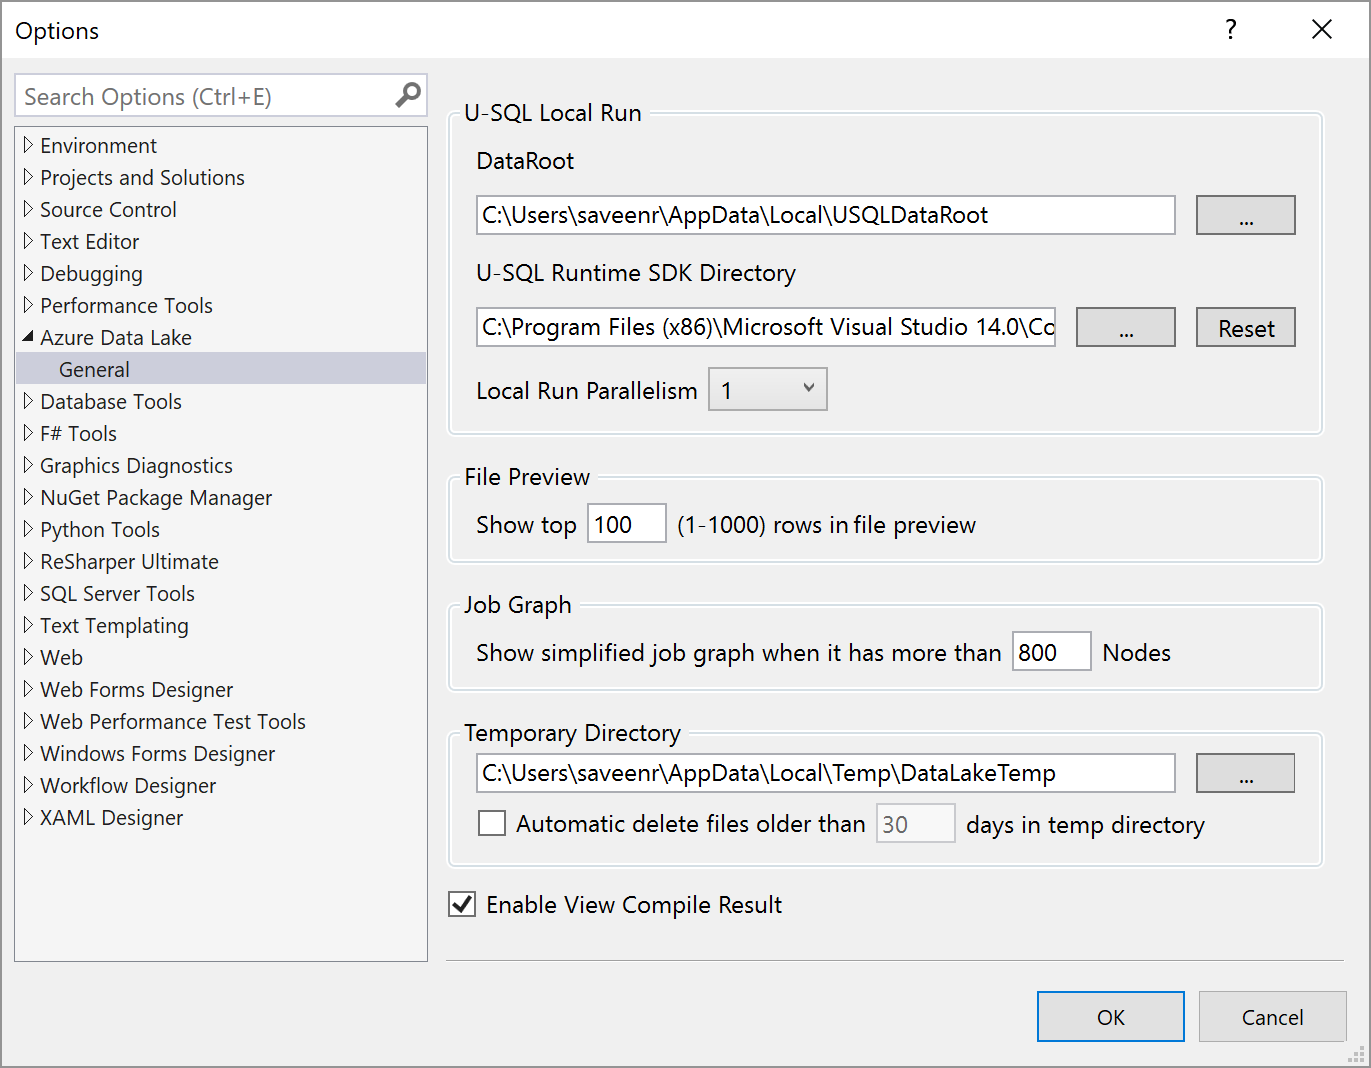 Options
?
Search Options (Ctrl+E)
Environment
Projects and Solutions
Source Control
Text Editor
Debugging
Performance Tools
Azure Data Lake
General
Database Tools
F# Tools
Graphics Diagnostics
NuGet Package Manager
Python Tools
ReSharper Ultimate
SQL Server Tools
Text Templating
Web
Web Forms Designer
Web Performance Test Tools
Windows Forms Designer
Workflow Designer
XAML Designer
U-SQL Local Run
DataRoot
C:\Users\saveenr\AppData\Local\USQLDataRoot ...
U-SQL Runtime SDK Directory
C:\Program Files (x86)\Microsoft Visual Studio 14.0\Co ... Reset
Local Run Parallelism 1
File Preview
Show top 100 (1-1000) rows in file preview
Job Graph
Show simplified job graph when it has more than 800 Nodes
Temporary Directory
C:\Users\saveenr\AppData\Local\Temp\DataLakeTemp ...
Automatic delete files older than 30 days in temp directory
Enable View Compile Result
OK Cancel